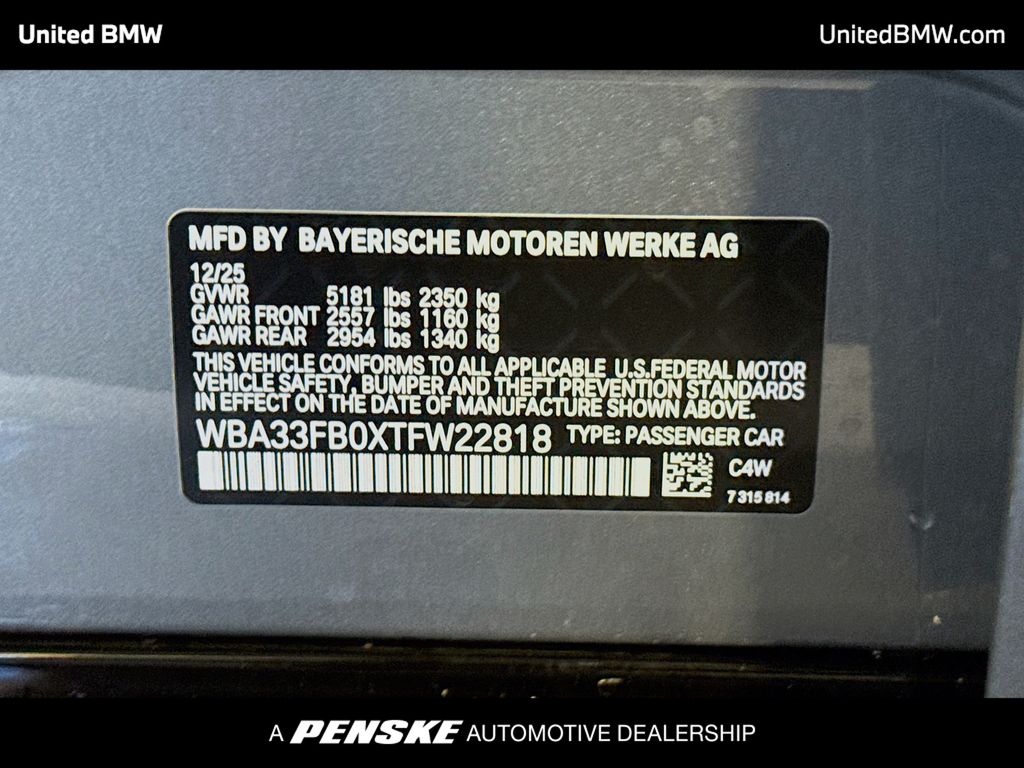 United BMW
UnitedBMW.com
MFD BY BAYERISCHE MOTOREN WERKE AG
12/25
GVWR 5181 lbs 2350 kg
GAWR FRONT 2557 lbs 1160 kg
GAWR REAR 2954 lbs 1340 kg
THIS VEHICLE CONFORMS TO ALL APPLICABLE U.S.FEDERAL MOTOR
VEHICLE SAFETY, BUMPER AND THEFT PREVENTION STANDARDS
IN EFFECT ON THE DATE OF MANUFACTURE SHOWN ABOVE.
WBA33FB0XTFW22818 TYPE: PASSENGER CAR
C4W
7315814
A PENSKE AUTOMOTIVE DEALERSHIP